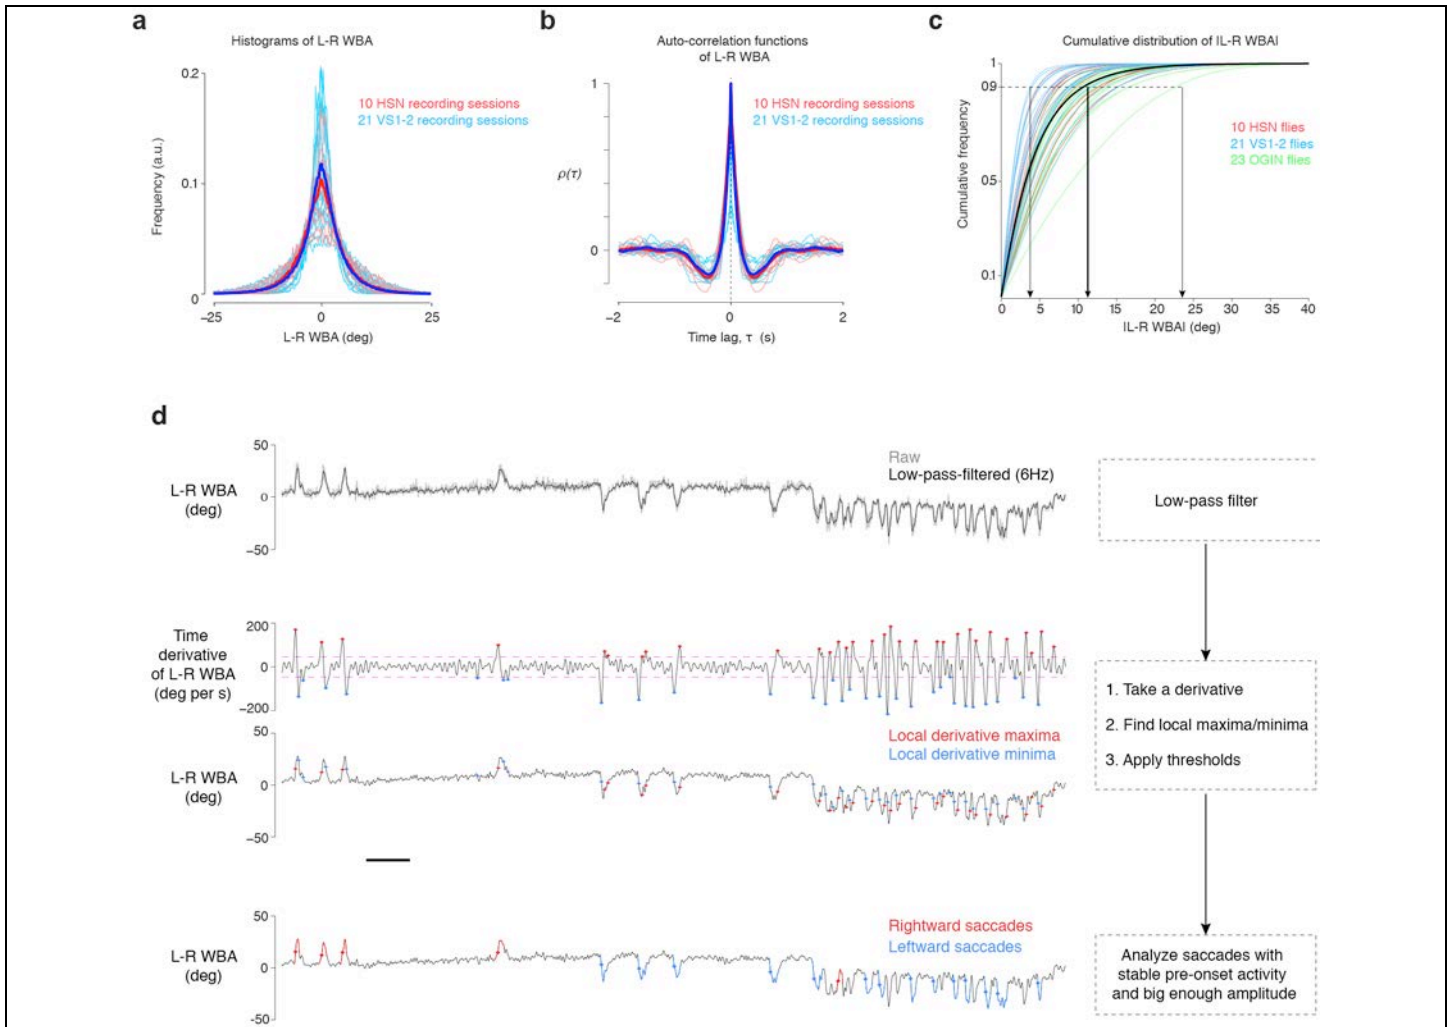 a
Histograms of L-R WBA
0.2
0.1
0
Frequency (a.u.)
10 HSN recording sessions
21 VS1-2 recording sessions
−25
0
25
L-R WBA (deg)
b
Auto-correlation functions
of L-R WBA
1
0
ρ(τ)
10 HSN recording sessions
21 VS1-2 recording sessions
−2
0
2
Time lag, τ (s)
c
Cumulative distribution of IL-R WBAI
1
0.9
0.5
0.1
Cumulative frequency
10 HSN flies
21 VS1-2 flies
23 OGIN flies
0
5
10
15
20
25
30
35
40
IL-R WBAI (deg)
d
50
0
−50
L-R WBA
(deg)
Raw
Low-pass-filtered (6Hz)
Low-pass filter
200
0
−200
Time
derivative
of L-R WBA
(deg per s)
1. Take a derivative
2. Find local maxima/minima
3. Apply thresholds
50
0
−50
L-R WBA
(deg)
Local derivative maxima
Local derivative minima
50
0
-50
L-R WBA
(deg)
Rightward saccades
Leftward saccades
Analyze saccades with
stable pre-onset activity
and big enough amplitude